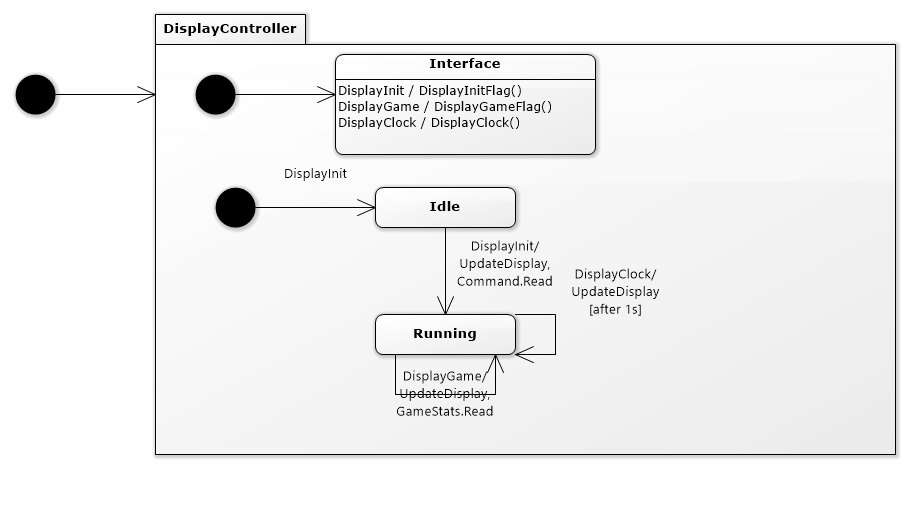 DisplayController
Interface
DisplayInit / DisplayInitFlag()
DisplayGame / DisplayGameFlag()
DisplayClock / DisplayClock()
DisplayInit
Idle
DisplayInit/
UpdateDisplay,
Command.Read
DisplayClock/
UpdateDisplay
[after 1s]
Running
DisplayGame/
UpdateDisplay,
GameStats.Read